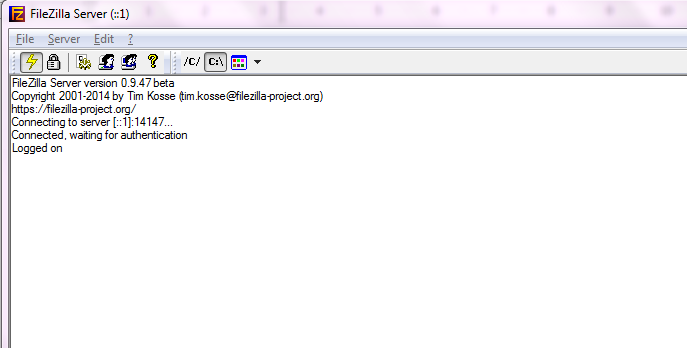 FileZilla Server (::1)
File Server Edit ?
/C/ C:\
FileZilla Server version 0.9.47 beta
Copyright 2001-2014 by Tim Kosse (tim.kosse@filezilla-project.org)
https://filezilla-project.org/
Connecting to server [::1]:14147...
Connected, waiting for authentication
Logged on